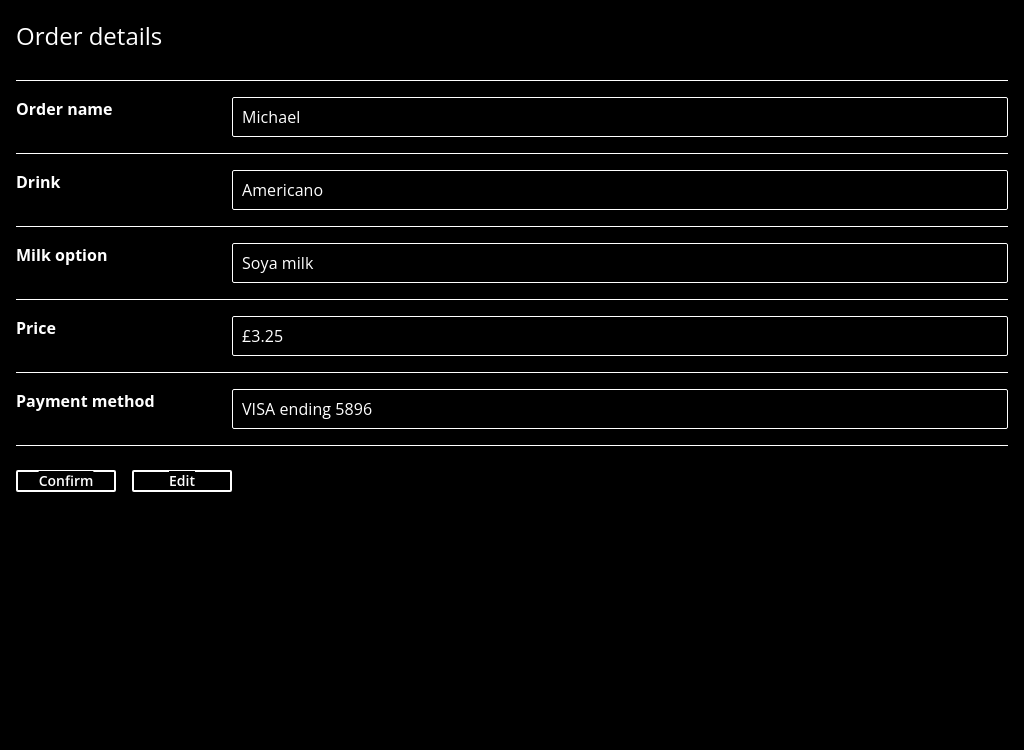 Order details
Order name
Michael
Drink
Americano
Milk option
Soya milk
Price
£3.25
Payment method
VISA ending 5896
Confirm Edit